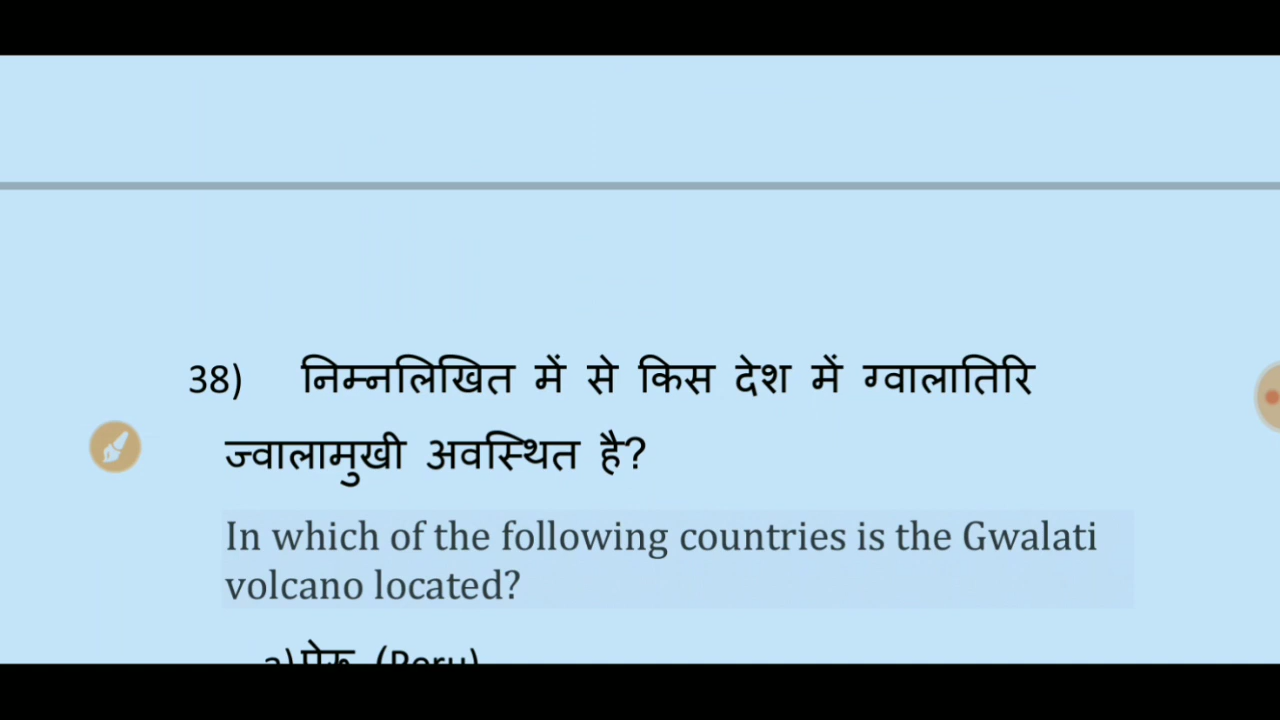 38) निम्नलिखित में से किस देश में ग्वालातिरि
ज्वालामुखी अवस्थित है?
In which of the following countries is the Gwalati
volcano located?
a) पेरू (Peru)